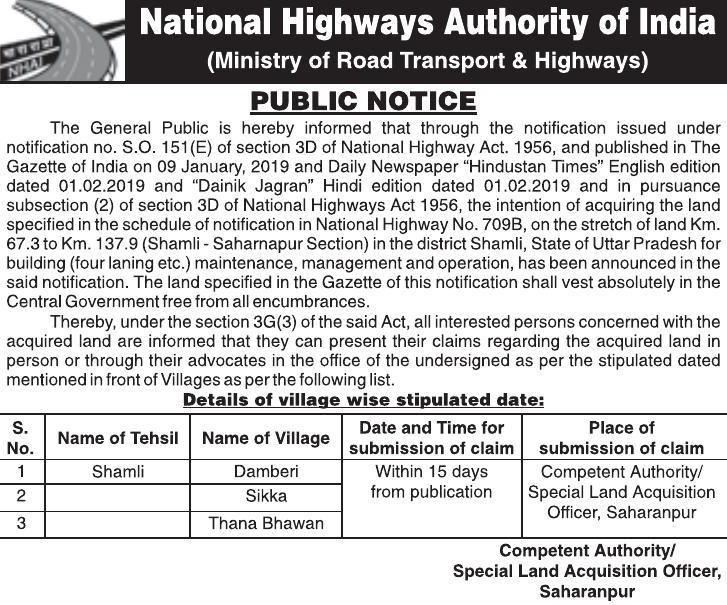 भा रा रा प्रा
NHAI
National Highways Authority of India
(Ministry of Road Transport & Highways)
PUBLIC NOTICE
The General Public is hereby informed that through the notification issued under
notification no. S.O. 151(E) of section 3D of National Highway Act. 1956, and published in The
Gazette of India on 09 January, 2019 and Daily Newspaper “Hindustan Times” English edition
dated 01.02.2019 and “Dainik Jagran” Hindi edition dated 01.02.2019 and in pursuance
subsection (2) of section 3D of National Highways Act 1956, the intention of acquiring the land
specified in the schedule of notification in National Highway No. 709B, on the stretch of land Km.
67.3 to Km. 137.9 (Shamli - Saharnapur Section) in the district Shamli, State of Uttar Pradesh for
building (four laning etc.) maintenance, management and operation, has been announced in the
said notification. The land specified in the Gazette of this notification shall vest absolutely in the
Central Government free from all encumbrances.
Thereby, under the section 3G(3) of the said Act, all interested persons concerned with the
acquired land are informed that they can present their claims regarding the acquired land in
person or through their advocates in the office of the undersigned as per the stipulated dated
mentioned in front of Villages as per the following list.
Details of village wise stipulated date:
S. No. Name of Tehsil Name of Village Date and Time for submission of claim Place of submission of claim
1 Shamli Damberi Within 15 days from publication Competent Authority/ Special Land Acquisition Officer, Saharanpur
2 Sikka
3 Thana Bhawan
Competent Authority/
Special Land Acquisition Officer,
Saharanpur